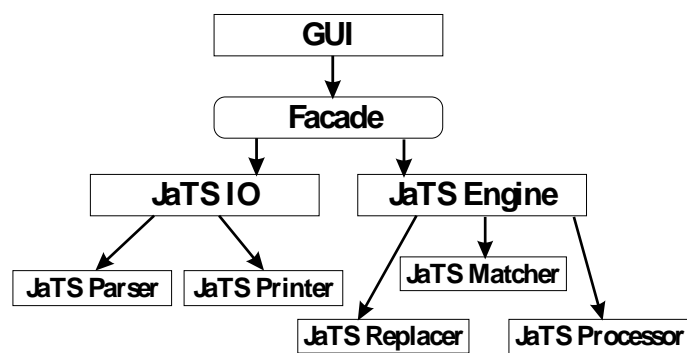 GUI
Facade
JaTS IO
JaTS Engine
JaTS Parser
JaTS Printer
JaTS Matcher
JaTS Replacer
JaTS Processor